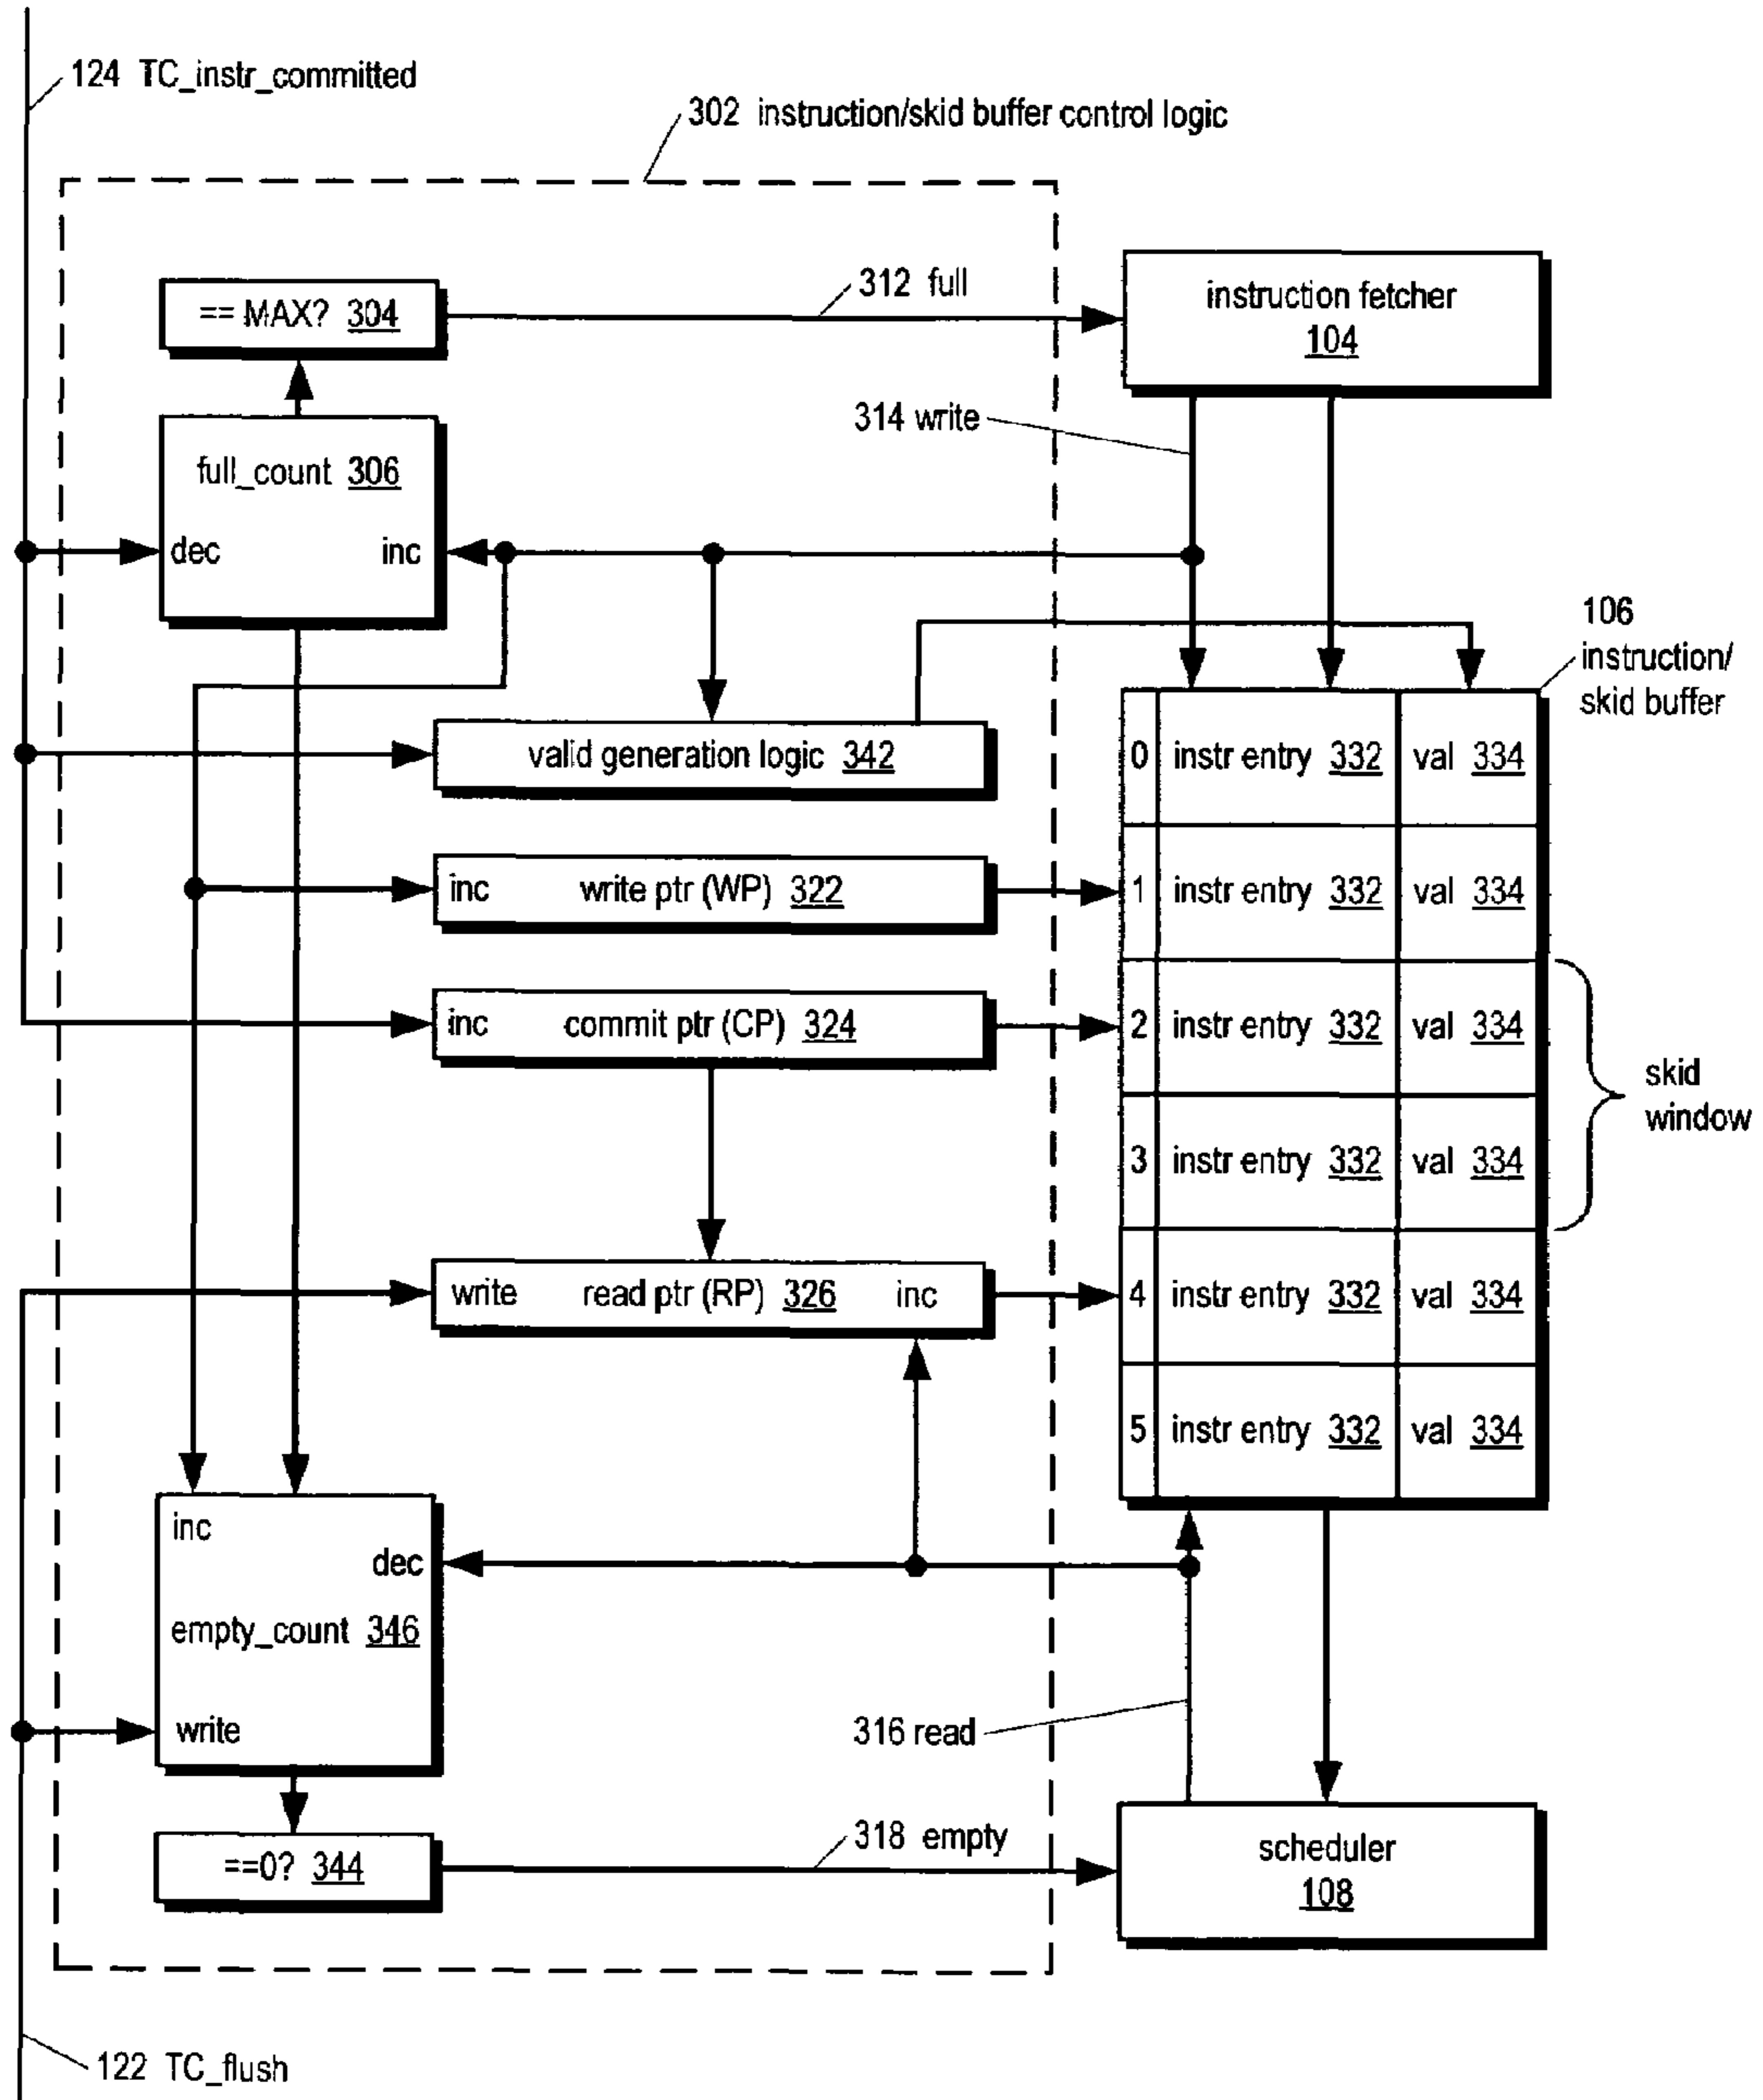 124 TC_instr_committed
302 instruction/skid buffer control logic
== MAX? 304
312 full
instruction fetcher
104
314 write
full_count 306
dec
inc
106
instruction/
skid buffer
valid generation logic 342
0 instr entry 332 val 334
inc write ptr (WP) 322
1 instr entry 332 val 334
inc commit ptr (CP) 324
2 instr entry 332 val 334
skid
window
3 instr entry 332 val 334
write read ptr (RP) 326 inc
4 instr entry 332 val 334
5 instr entry 332 val 334
inc
dec
empty_count 346
write
316 read
==0? 344
318 empty
scheduler
108
122 TC_flush